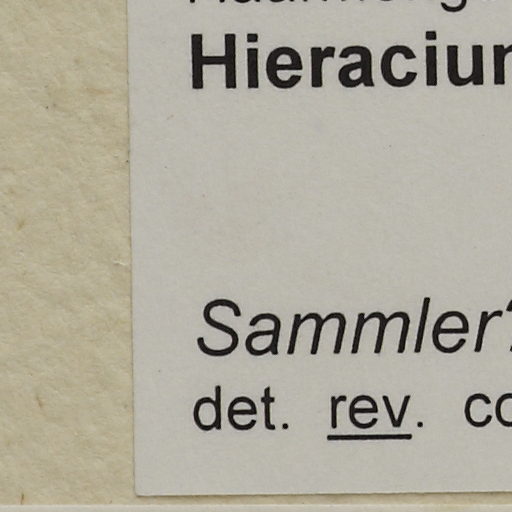 Hieraciu
Sammler?
det. rev. co